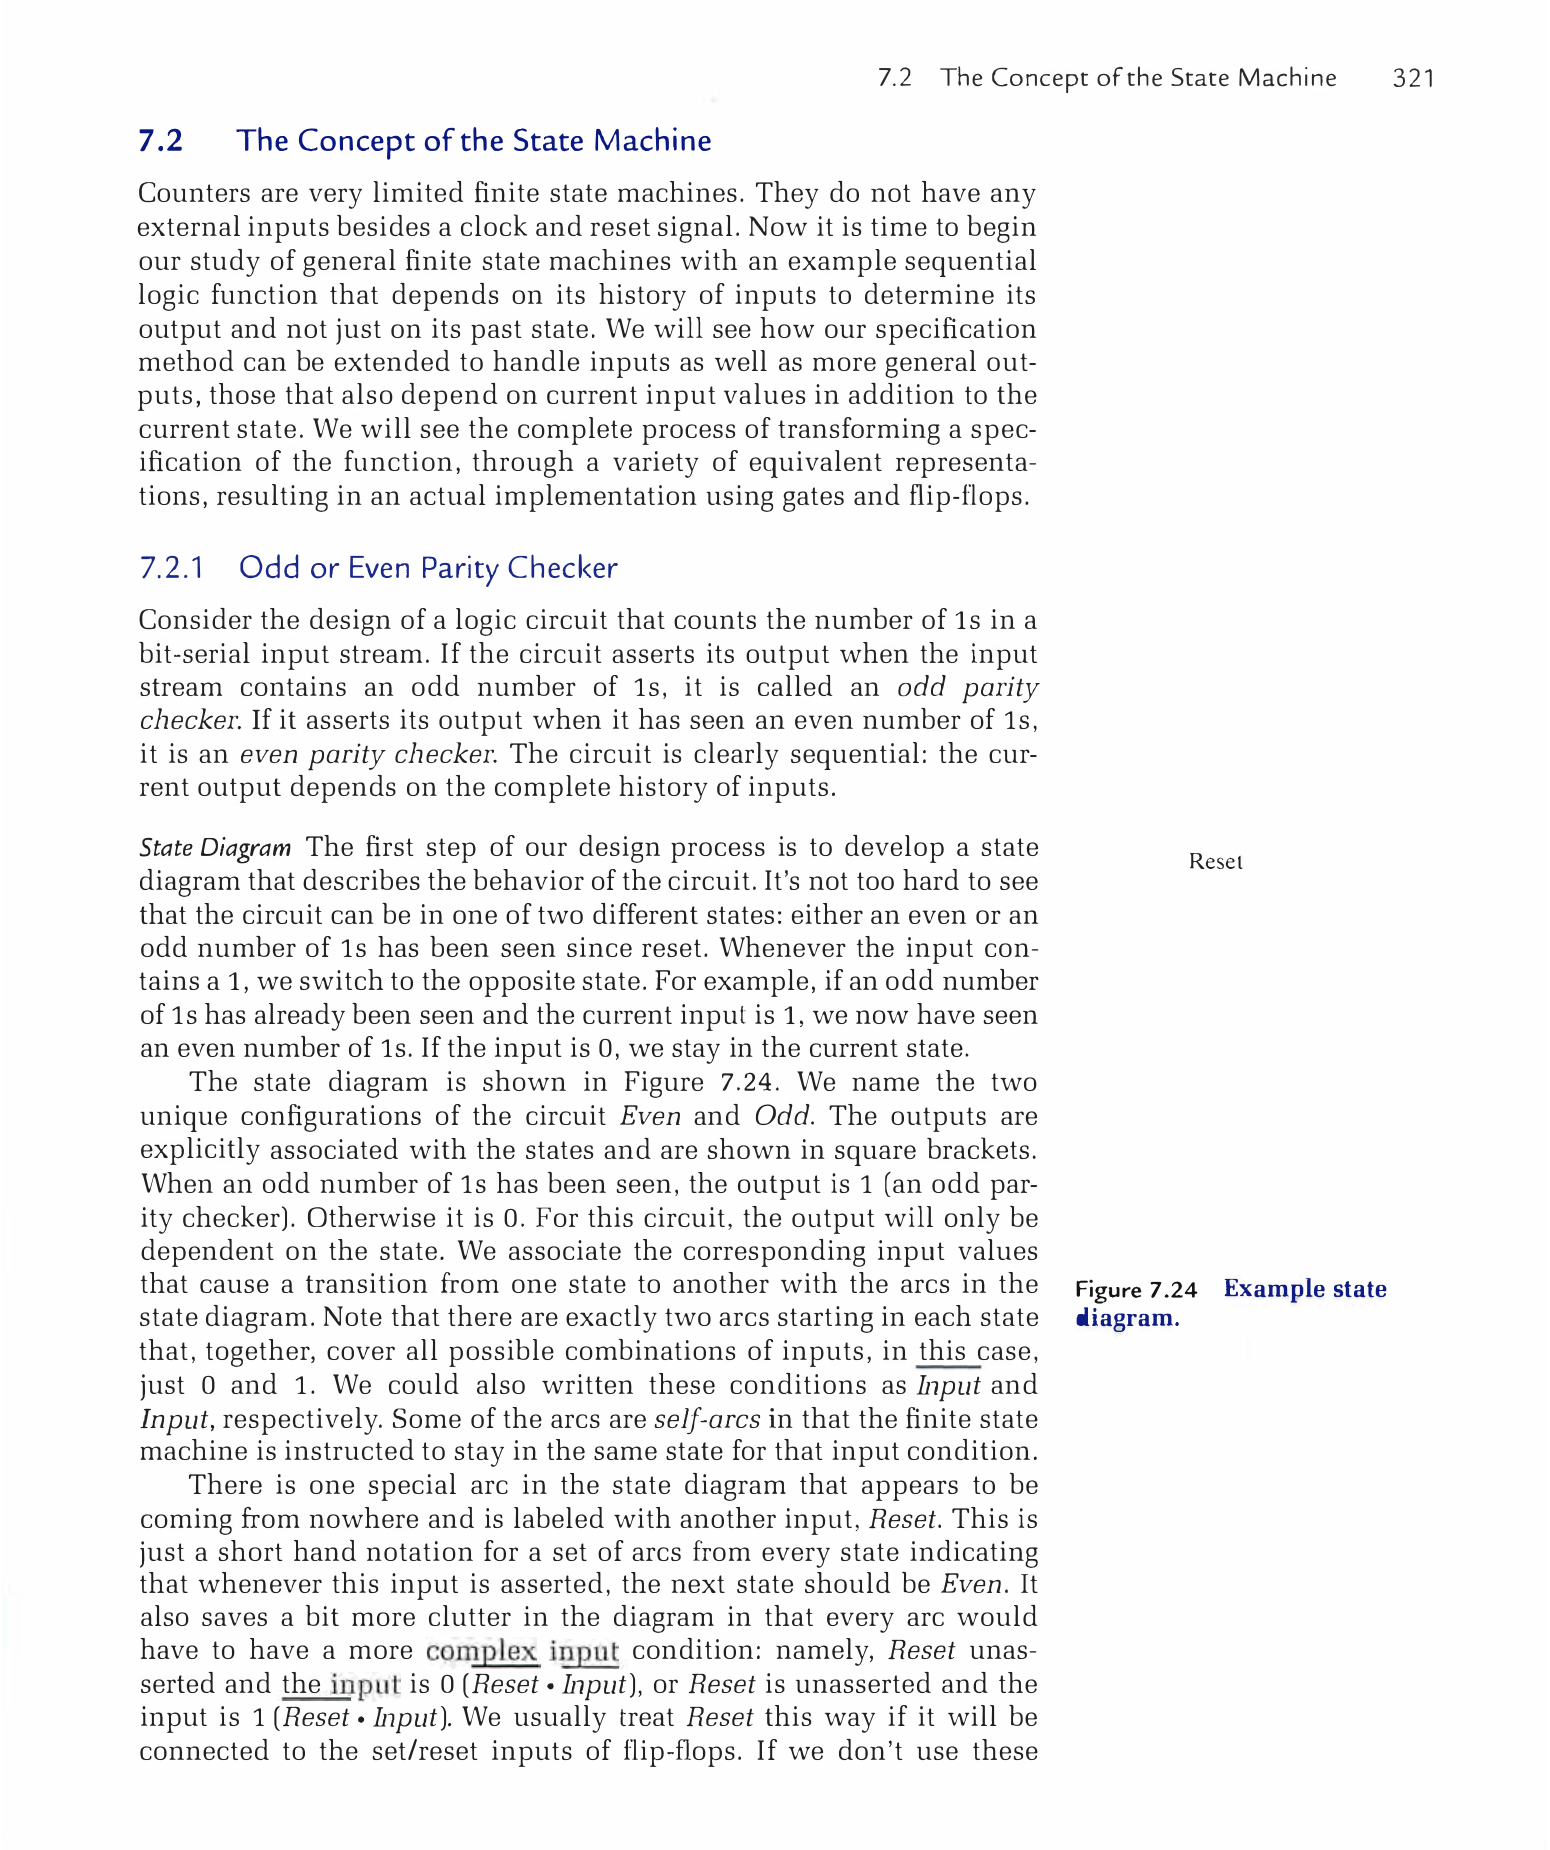 7.2 The Concept of the State Machine 321
7.2 The Concept of the State Machine
Counters are very limited finite state machines. They do not have any
external inputs besides a clock and reset signal. Now it is time to begin
our study of general finite state machines with an example sequential
logic function that depends on its history of inputs to determine its
output and not just on its past state. We will see how our specification
method can be extended to handle inputs as well as more general out-
puts, those that also depend on current input values in addition to the
current state. We will see the complete process of transforming a spec-
ification of the function, through a variety of equivalent representa-
tions, resulting in an actual implementation using gates and flip-flops.
7.2.1 Odd or Even Parity Checker
Consider the design of a logic circuit that counts the number of 1s in a
bit-serial input stream. If the circuit asserts its output when the input
stream contains an odd number of 1s, it is called an odd parity
checker. If it asserts its output when it has seen an even number of 1s,
it is an even parity checker. The circuit is clearly sequential: the cur-
rent output depends on the complete history of inputs.
State Diagram The first step of our design process is to develop a state
diagram that describes the behavior of the circuit. It's not too hard to see
that the circuit can be in one of two different states: either an even or an
odd number of 1s has been seen since reset. Whenever the input con-
tains a 1, we switch to the opposite state. For example, if an odd number
of 1s has already been seen and the current input is 1, we now have seen
an even number of 1s. If the input is 0, we stay in the current state.
The state diagram is shown in Figure 7.24. We name the two
unique configurations of the circuit Even and Odd. The outputs are
explicitly associated with the states and are shown in square brackets.
When an odd number of 1s has been seen, the output is 1 (an odd par-
ity checker). Otherwise it is 0. For this circuit, the output will only be
dependent on the state. We associate the corresponding input values
that cause a transition from one state to another with the arcs in the
state diagram. Note that there are exactly two arcs starting in each state
that, together, cover all possible combinations of inputs, in this case,
just 0 and 1. We could also written these conditions as Input and
Input, respectively. Some of the arcs are self-arcs in that the finite state
machine is instructed to stay in the same state for that input condition.
There is one special arc in the state diagram that appears to be
coming from nowhere and is labeled with another input, Reset. This is
just a short hand notation for a set of arcs from every state indicating
that whenever this input is asserted, the next state should be Even. It
also saves a bit more clutter in the diagram in that every arc would
have to have a more complex input condition: namely, Reset unas-
serted and the input is 0 (Reset • Input), or Reset is unasserted and the
input is 1 (Reset • Input). We usually treat Reset this way if it will be
connected to the set/reset inputs of flip-flops. If we don't use these
Reset
Figure 7.24 Example state
diagram.